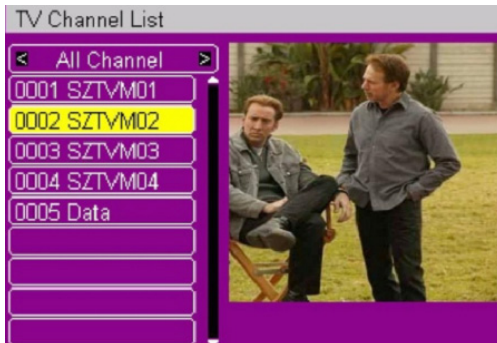 TV Channel List
< All Channel >
0001 SZTVM01
0002 SZTVM02
0003 SZTVM03
0004 SZTVM04
0005 Data